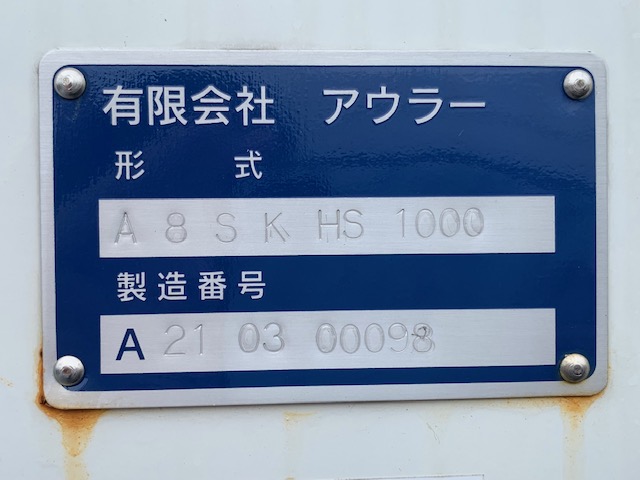 有限会社 アウラー
形 式
A 8 S K HS 1000
製造番号
A 21 03 00098